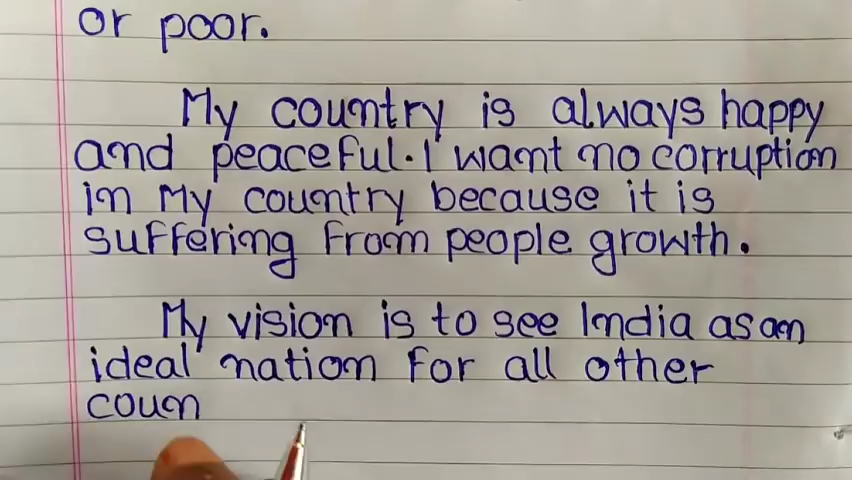 or poor.
My country is always happy
and peaceful. I want no corruption
in My country because it is
suffering from people growth.
My vision is to see India as an
ideal nation for all other
coun